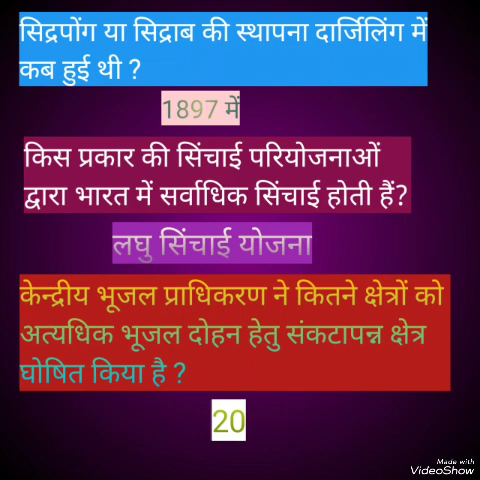 सिद्रपोंग या सिद्राब की स्थापना दार्जिलिंग में
कब हुई थी ?
1897 में
किस प्रकार की सिंचाई परियोजनाओं
द्वारा भारत में सर्वाधिक सिंचाई होती हैं?
लघु सिंचाई योजना
केन्द्रीय भूजल प्राधिकरण ने कितने क्षेत्रों को
अत्यधिक भूजल दोहन हेतु संकटापन्न क्षेत्र
घोषित किया है ?
20
Made with
VideoShow